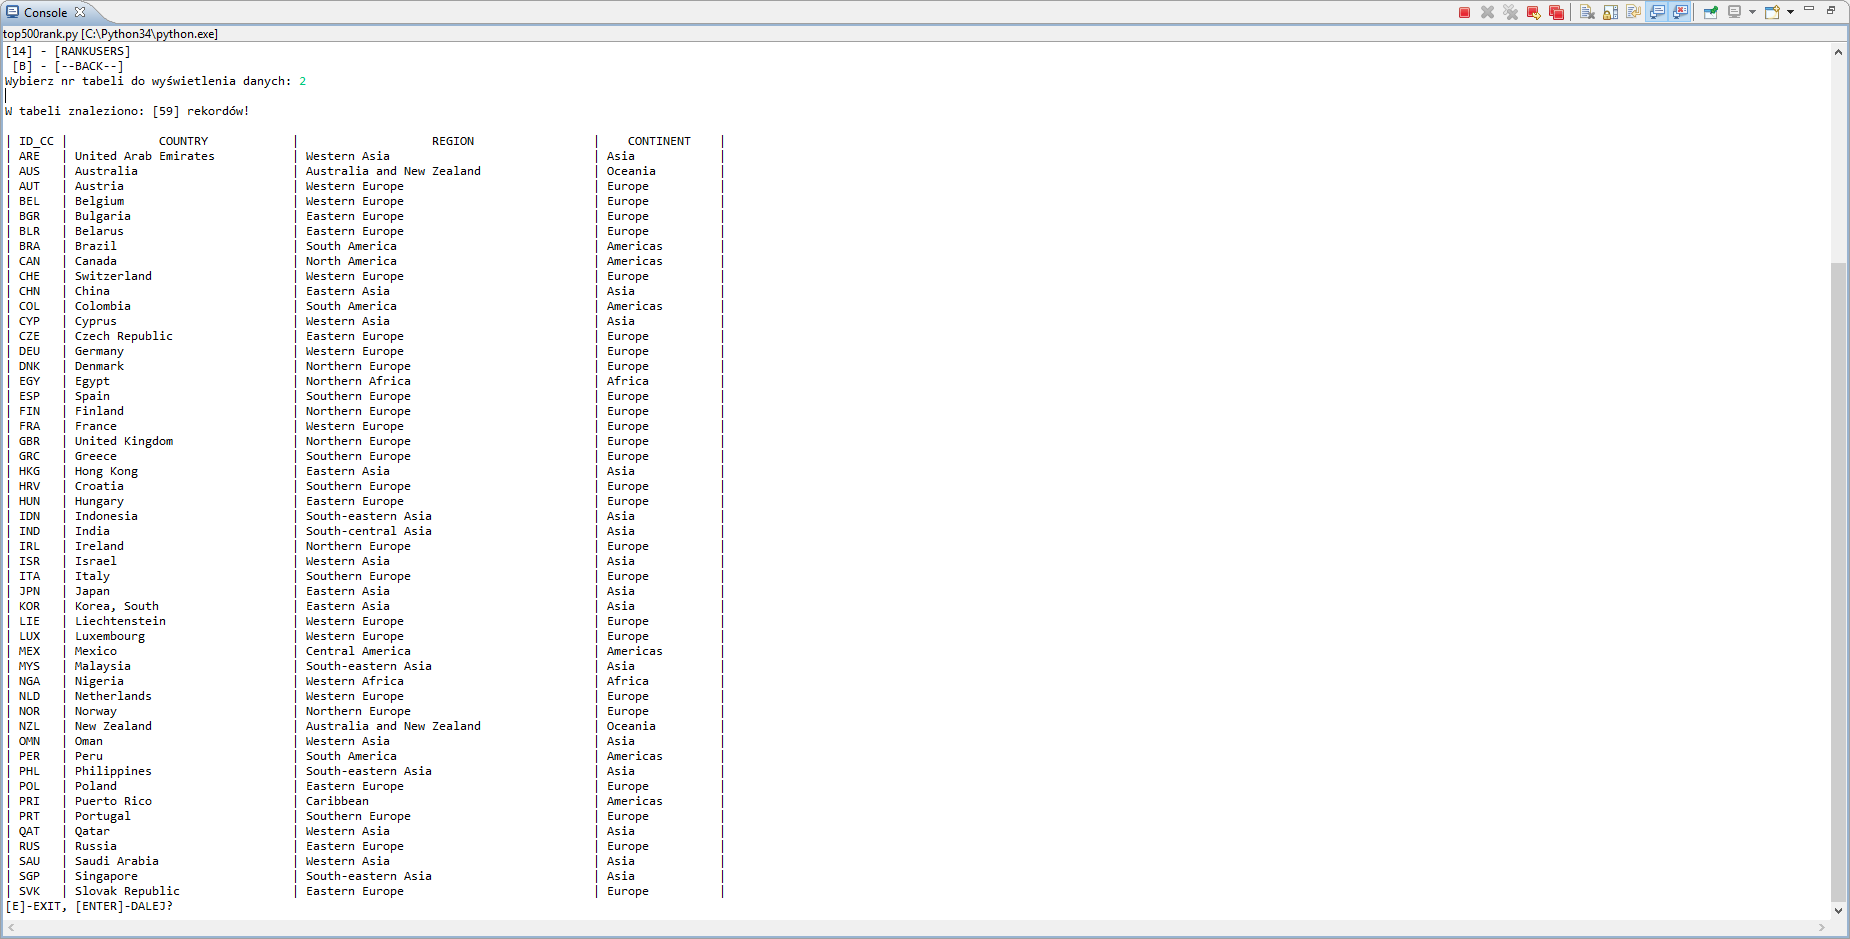 Console
top500rank.py [C:\Python34\python.exe]
[14] - [RANKUSERS]
[B] - [--BACK--]
Wybierz nr tabeli do wyświetlenia danych: 2
W tabeli znaleziono: [59] rekordów!
| ID_CC | COUNTRY | REGION | CONTINENT |
| ARE | United Arab Emirates | Western Asia | Asia |
| AUS | Australia | Australia and New Zealand | Oceania |
| AUT | Austria | Western Europe | Europe |
| BEL | Belgium | Western Europe | Europe |
| BGR | Bulgaria | Eastern Europe | Europe |
| BLR | Belarus | Eastern Europe | Europe |
| BRA | Brazil | South America | Americas |
| CAN | Canada | North America | Americas |
| CHE | Switzerland | Western Europe | Europe |
| CHN | China | Eastern Asia | Asia |
| COL | Colombia | South America | Americas |
| CYP | Cyprus | Western Asia | Asia |
| CZE | Czech Republic | Eastern Europe | Europe |
| DEU | Germany | Western Europe | Europe |
| DNK | Denmark | Northern Europe | Europe |
| EGY | Egypt | Northern Africa | Africa |
| ESP | Spain | Southern Europe | Europe |
| FIN | Finland | Northern Europe | Europe |
| FRA | France | Western Europe | Europe |
| GBR | United Kingdom | Northern Europe | Europe |
| GRC | Greece | Southern Europe | Europe |
| HKG | Hong Kong | Eastern Asia | Asia |
| HRV | Croatia | Southern Europe | Europe |
| HUN | Hungary | Eastern Europe | Europe |
| IDN | Indonesia | South-eastern Asia | Asia |
| IND | India | South-central Asia | Asia |
| IRL | Ireland | Northern Europe | Europe |
| ISR | Israel | Western Asia | Asia |
| ITA | Italy | Southern Europe | Europe |
| JPN | Japan | Eastern Asia | Asia |
| KOR | Korea, South | Eastern Asia | Asia |
| LIE | Liechtenstein | Western Europe | Europe |
| LUX | Luxembourg | Western Europe | Europe |
| MEX | Mexico | Central America | Americas |
| MYS | Malaysia | South-eastern Asia | Asia |
| NGA | Nigeria | Western Africa | Africa |
| NLD | Netherlands | Western Europe | Europe |
| NOR | Norway | Northern Europe | Europe |
| NZL | New Zealand | Australia and New Zealand | Oceania |
| OMN | Oman | Western Asia | Asia |
| PER | Peru | South America | Americas |
| PHL | Philippines | South-eastern Asia | Asia |
| POL | Poland | Eastern Europe | Europe |
| PRI | Puerto Rico | Caribbean | Americas |
| PRT | Portugal | Southern Europe | Europe |
| QAT | Qatar | Western Asia | Asia |
| RUS | Russia | Eastern Europe | Europe |
| SAU | Saudi Arabia | Western Asia | Asia |
| SGP | Singapore | South-eastern Asia | Asia |
| SVK | Slovak Republic | Eastern Europe | Europe |
[E]-EXIT, [ENTER]-DALEJ?